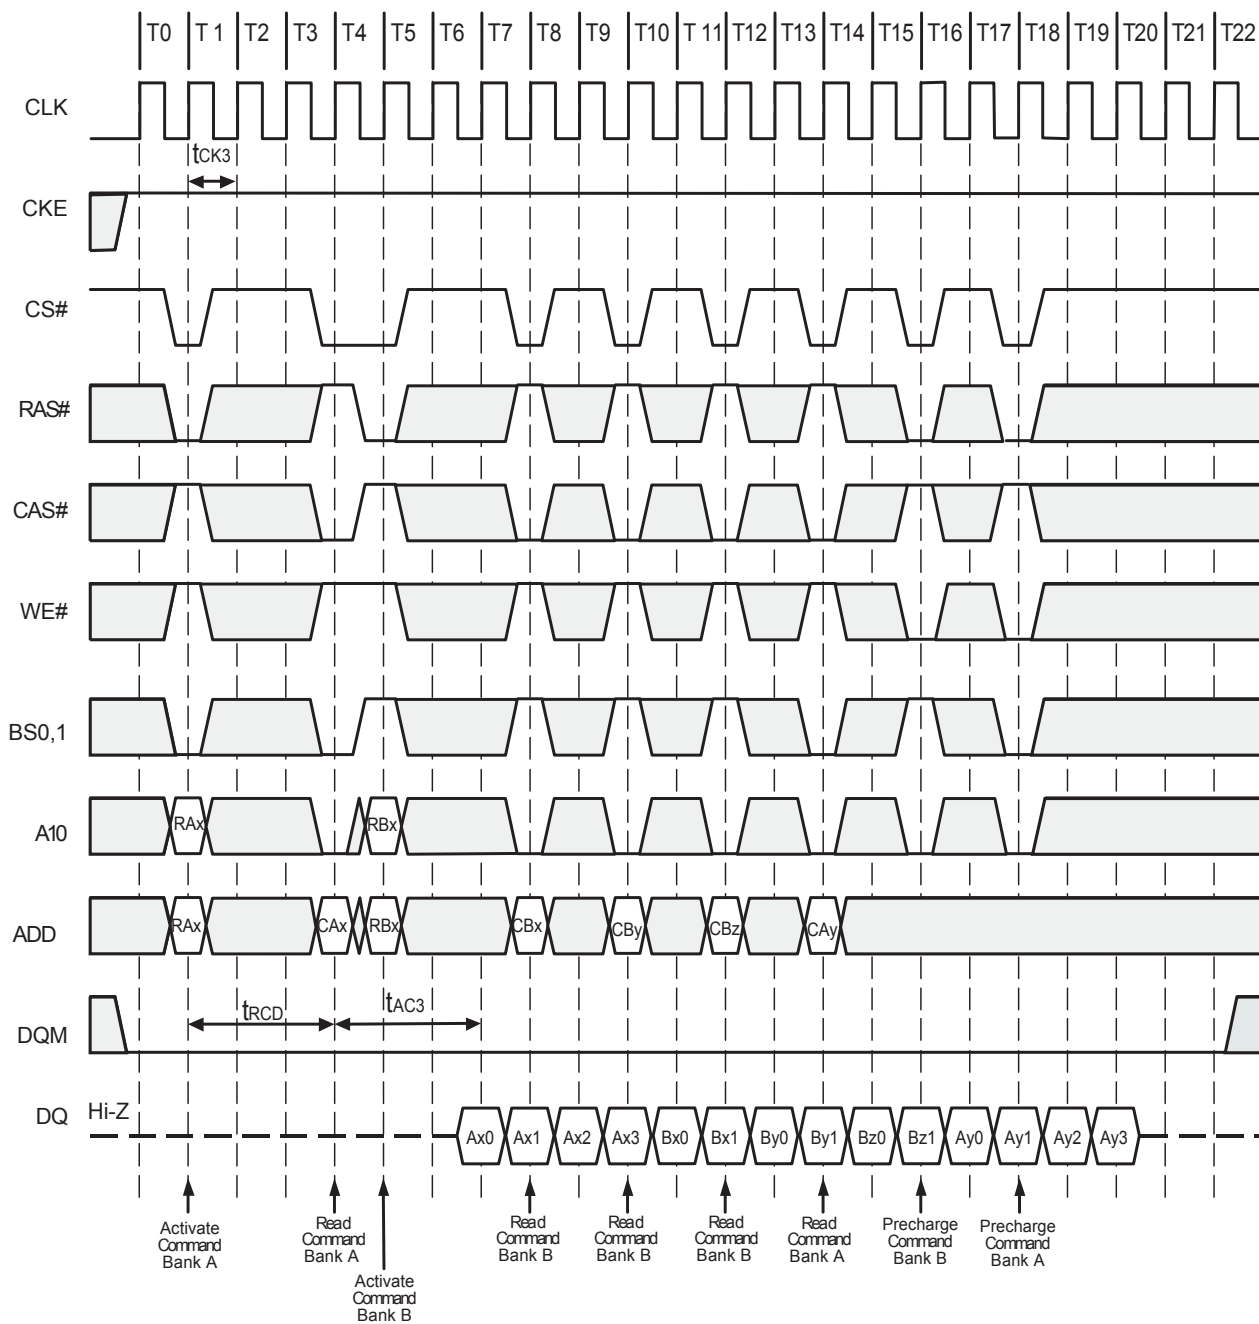 T0 T 1 T2 T3 T4 T5 T6 T7 T8 T9 T10 T 11 T12 T13 T14 T15 T16 T17 T18 T19 T20 T21 T22
CLK
tCK3
CKE
CS#
RAS#
CAS#
WE#
BS0,1
A10
RAx RBx
ADD
RAx CAx RBx CBx CBy CBz CAy
tRCD tAC3
DQM
DQ Hi-Z
Ax0 Ax1 Ax2 Ax3 Bx0 Bx1 By0 By1 Bz0 Bz1 Ay0 Ay1 Ay2 Ay3
Activate
Command
Bank A
Read
Command
Bank A
Activate
Command
Bank B
Read
Command
Bank B
Read
Command
Bank B
Read
Command
Bank B
Read
Command
Bank A
Precharge
Command
Bank B
Precharge
Command
Bank A